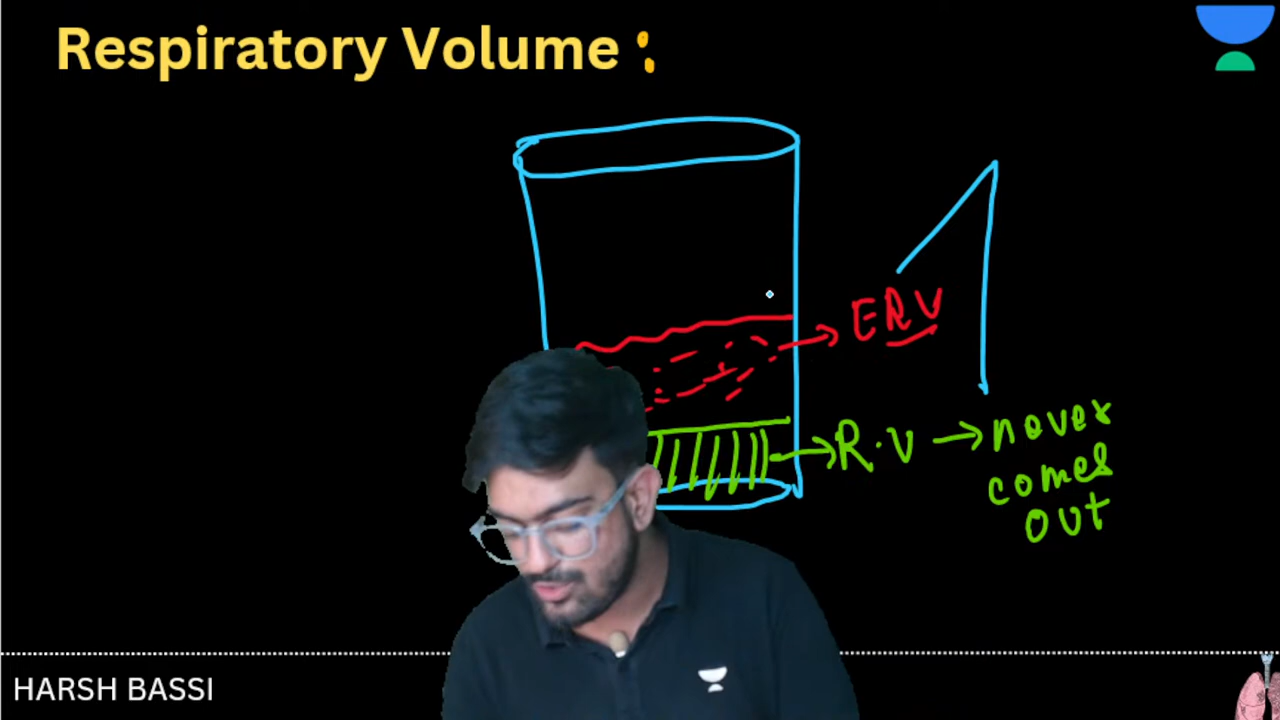 Respiratory Volume :
ERV
R.V → never
comes
out
HARSH BASSI